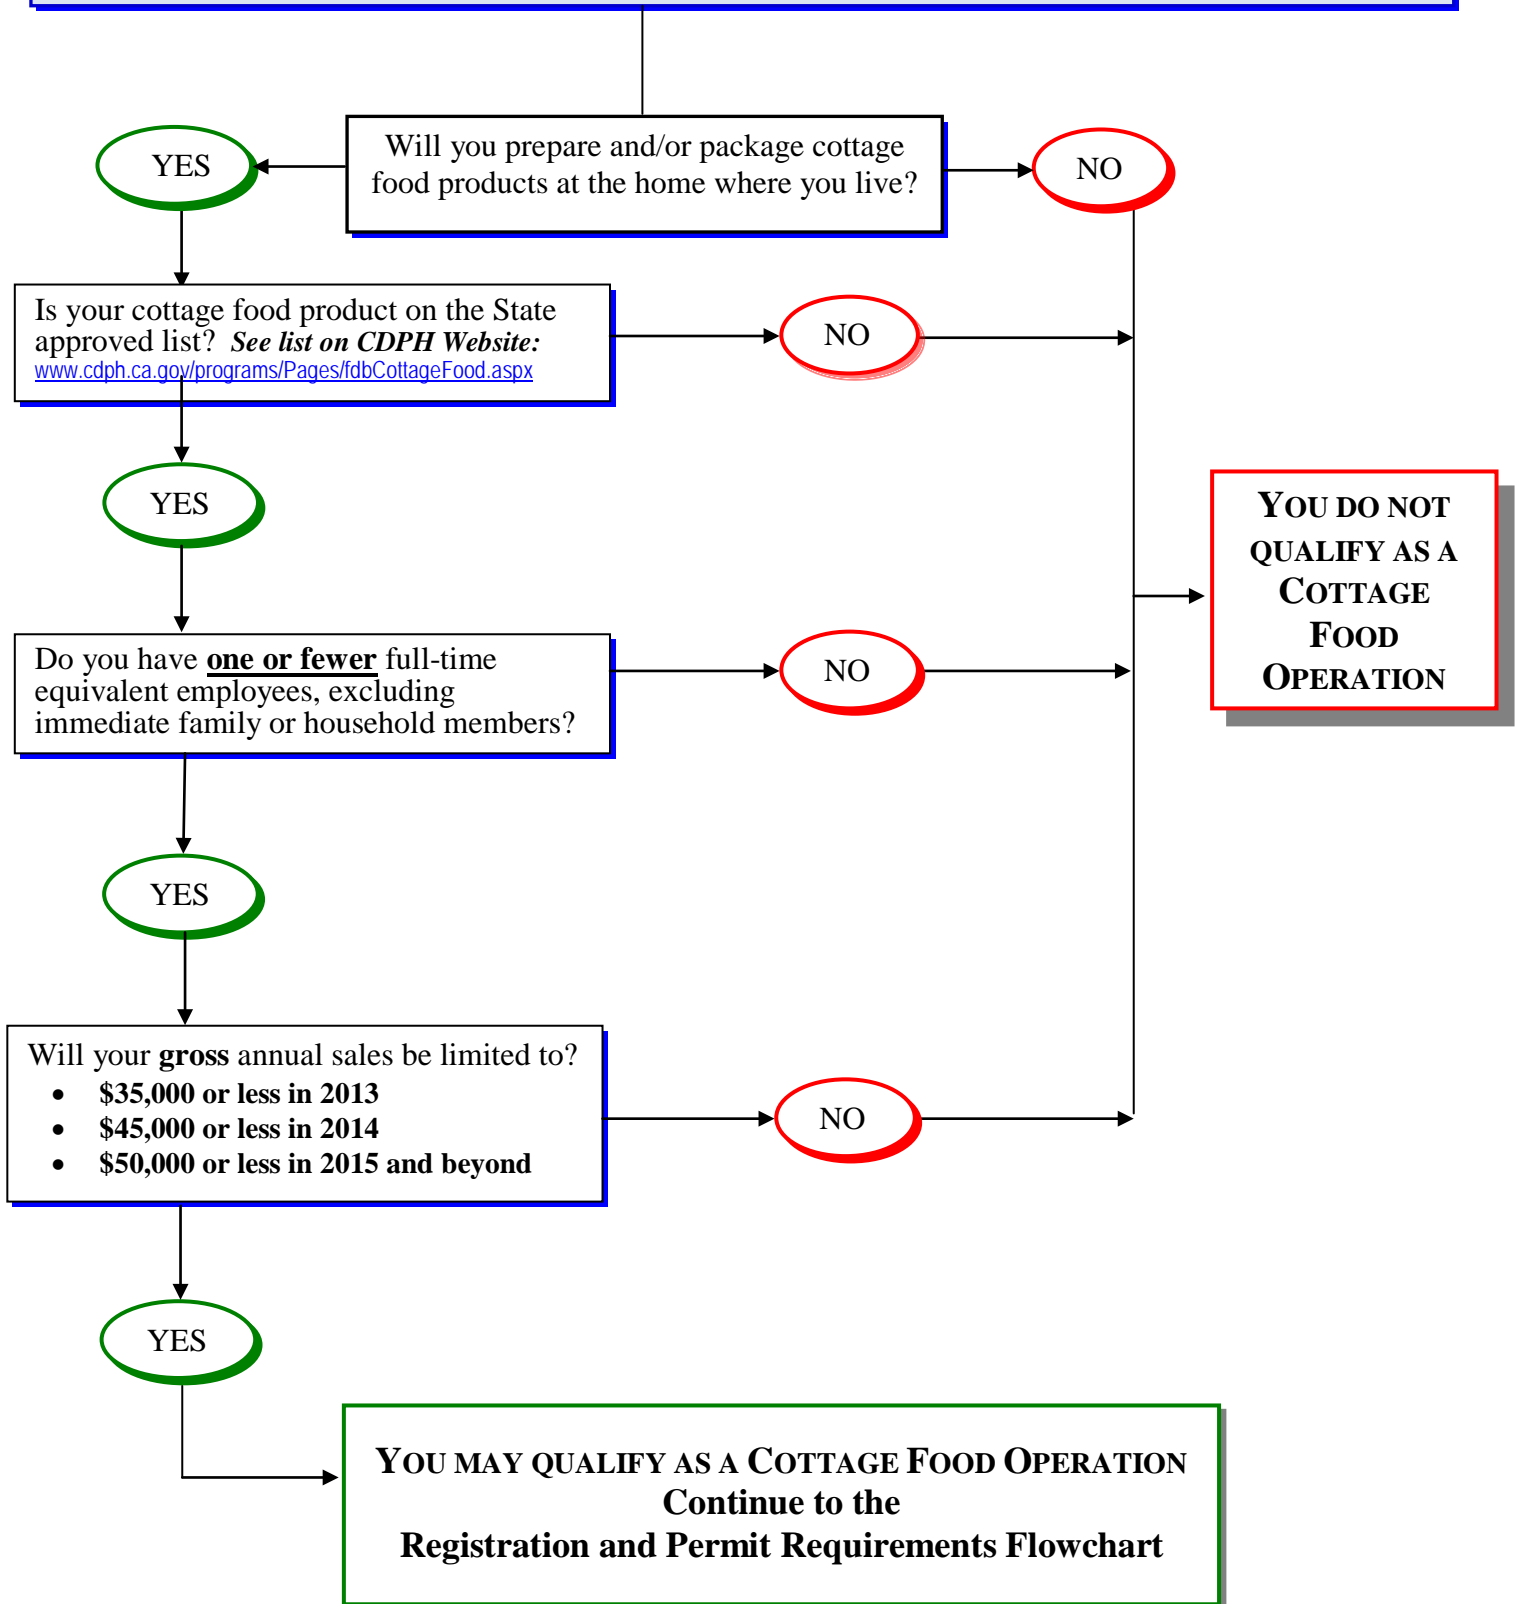 Will you prepare and/or package cottage
food products at the home where you live?
YES
NO
Is your cottage food product on the State
approved list? See list on CDPH Website:
www.cdph.ca.gov/programs/Pages/fdbCottageFood.aspx
NO
YES
YOU DO NOT
QUALIFY AS A
COTTAGE
FOOD
OPERATION
Do you have one or fewer full-time
equivalent employees, excluding
immediate family or household members?
NO
YES
Will your gross annual sales be limited to?
• $35,000 or less in 2013
• $45,000 or less in 2014
• $50,000 or less in 2015 and beyond
NO
YES
YOU MAY QUALIFY AS A COTTAGE FOOD OPERATION
Continue to the
Registration and Permit Requirements Flowchart